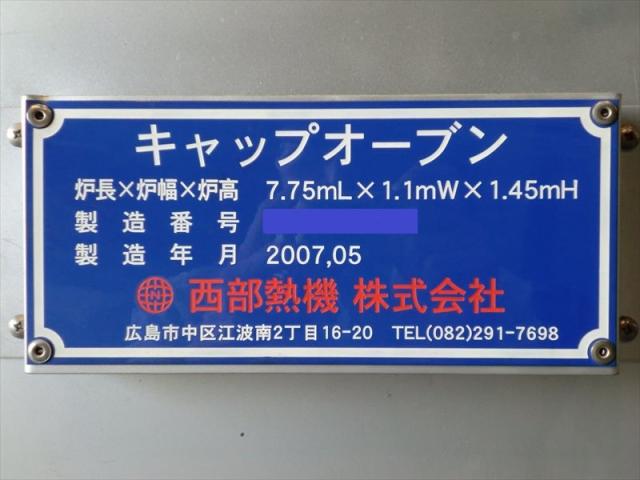 キャップオーブン
炉長×炉幅×炉高 7.75mL×1.1mW×1.45mH
製造番号
製造年月 2007,05
西部熱機 株式会社
広島市中区江波南2丁目16-20 TEL(082)291-7698